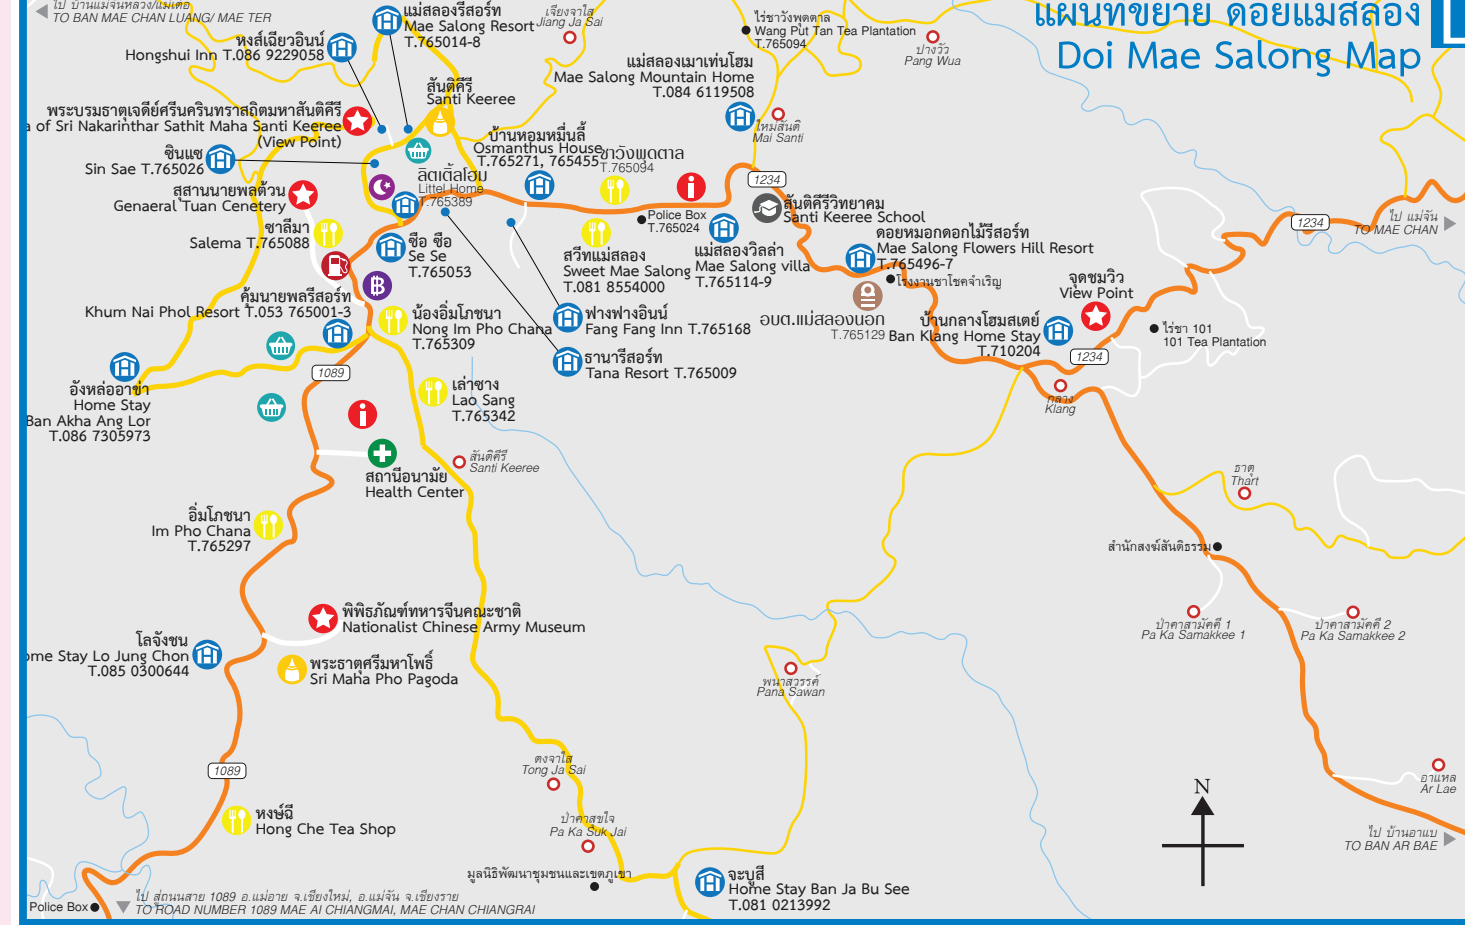 ไป บ้านแม่จันหลวง/แม่เต๋อ
TO BAN MAE CHAN LUANG/ MAE TER
แผนที่ขยาย ดอยแม่สลอง
Doi Mae Salong Map
แม่สลองรีสอร์ท
Mae Salong Resort
T.765014-8
เจียงจาใส
Jiang Ja Sai
ไร่ชาวังพุดตาล
Wang Put Tan Tea Plantation
T.765094
ปางวัว
Pang Wua
หงส์เฉียวอินน์
Hongshui Inn T.086 9229058
แม่สลองเมาเท่นโฮม
Mae Salong Mountain Home
T.084 6119508
สันติคีรี
Santi Keeree
พระบรมธาตุเจดีย์ศรีนครินทราสถิตมหาสันติคีรี
a of Sri Nakarinthar Sathit Maha Santi Keeree
(View Point)
ใหม่สันติ
Mai Santi
บ้านหอมหมื่นลี้
Osmanthus House
T.765271, 765455
ชาวังพุดตาล
T.765094
ซินแซ
Sin Sae T.765026
ลิตเติ้ลโฮม
Littel Home
T.765389
1234
สุสานนายพลต้วน
Genaeral Tuan Cenetery
Police Box
T.765024
สันติคีรีวิทยาคม
Santi Keeree School
1234
ไป แม่จัน
TO MAE CHAN
ซาลีมา
Salema T.765088
ซือ ซือ
Se Se
T.765053
สวีทแม่สลอง
Sweet Mae Salong
T.081 8554000
แม่สลองวิลล่า
Mae Salong villa
T.765114-9
ดอยหมอกดอกไม้รีสอร์ท
Mae Salong Flowers Hill Resort
T.765496-7
โรงงานชาโชคจำเริญ
จุดชมวิว
View Point
คุ้มนายพลรีสอร์ท
Khum Nai Phol Resort T.053 765001-3
น้องอิ่มโภชนา
Nong Im Pho Chana
T.765309
ฟางฟางอินน์
Fang Fang Inn T.765168
อบต.แม่สลองนอก
T.765129
บ้านกลางโฮมสเตย์
Ban Klang Home Stay
T.710204
ไร่ชา 101
101 Tea Plantation
1234
ธานารีสอร์ท
Tana Resort T.765009
1089
อังหล่ออาข่า
Home Stay
Ban Akha Ang Lor
T.086 7305973
เล่าซาง
Lao Sang
T.765342
กลาง
Klang
สันติคีรี
Santi Keeree
สถานีอนามัย
Health Center
ธาตุ
Thart
อิ่มโภชนา
Im Pho Chana
T.765297
สำนักสงฆ์สันติธรรม
พิพิธภัณฑ์ทหารจีนคณะชาติ
Nationalist Chinese Army Museum
ป่าคาสามัคคี 1
Pa Ka Samakkee 1
ป่าคาสามัคคี 2
Pa Ka Samakkee 2
โลจังชน
ome Stay Lo Jung Chon
T.085 0300644
พระธาตุศรีมหาโพธิ์
Sri Maha Pho Pagoda
พนาสวรรค์
Pana Sawan
1089
ตงจาใส
Tong Ja Sai
อาแหล
Ar Lae
N
หงษ์ฉี
Hong Che Tea Shop
ป่าคาสุขใจ
Pa Ka Suk Jai
ไป บ้านอาแบ
TO BAN AR BAE
มูลนิธิพัฒนาชุมชนและเขตภูเขา
จะบูสี
Home Stay Ban Ja Bu See
T.081 0213992
Police Box
ไป สู่ถนนสาย 1089 อ.แม่อาย จ.เชียงใหม่, อ.แม่จัน จ.เชียงราย
TO ROAD NUMBER 1089 MAE AI CHIANGMAI, MAE CHAN CHIANGRAI